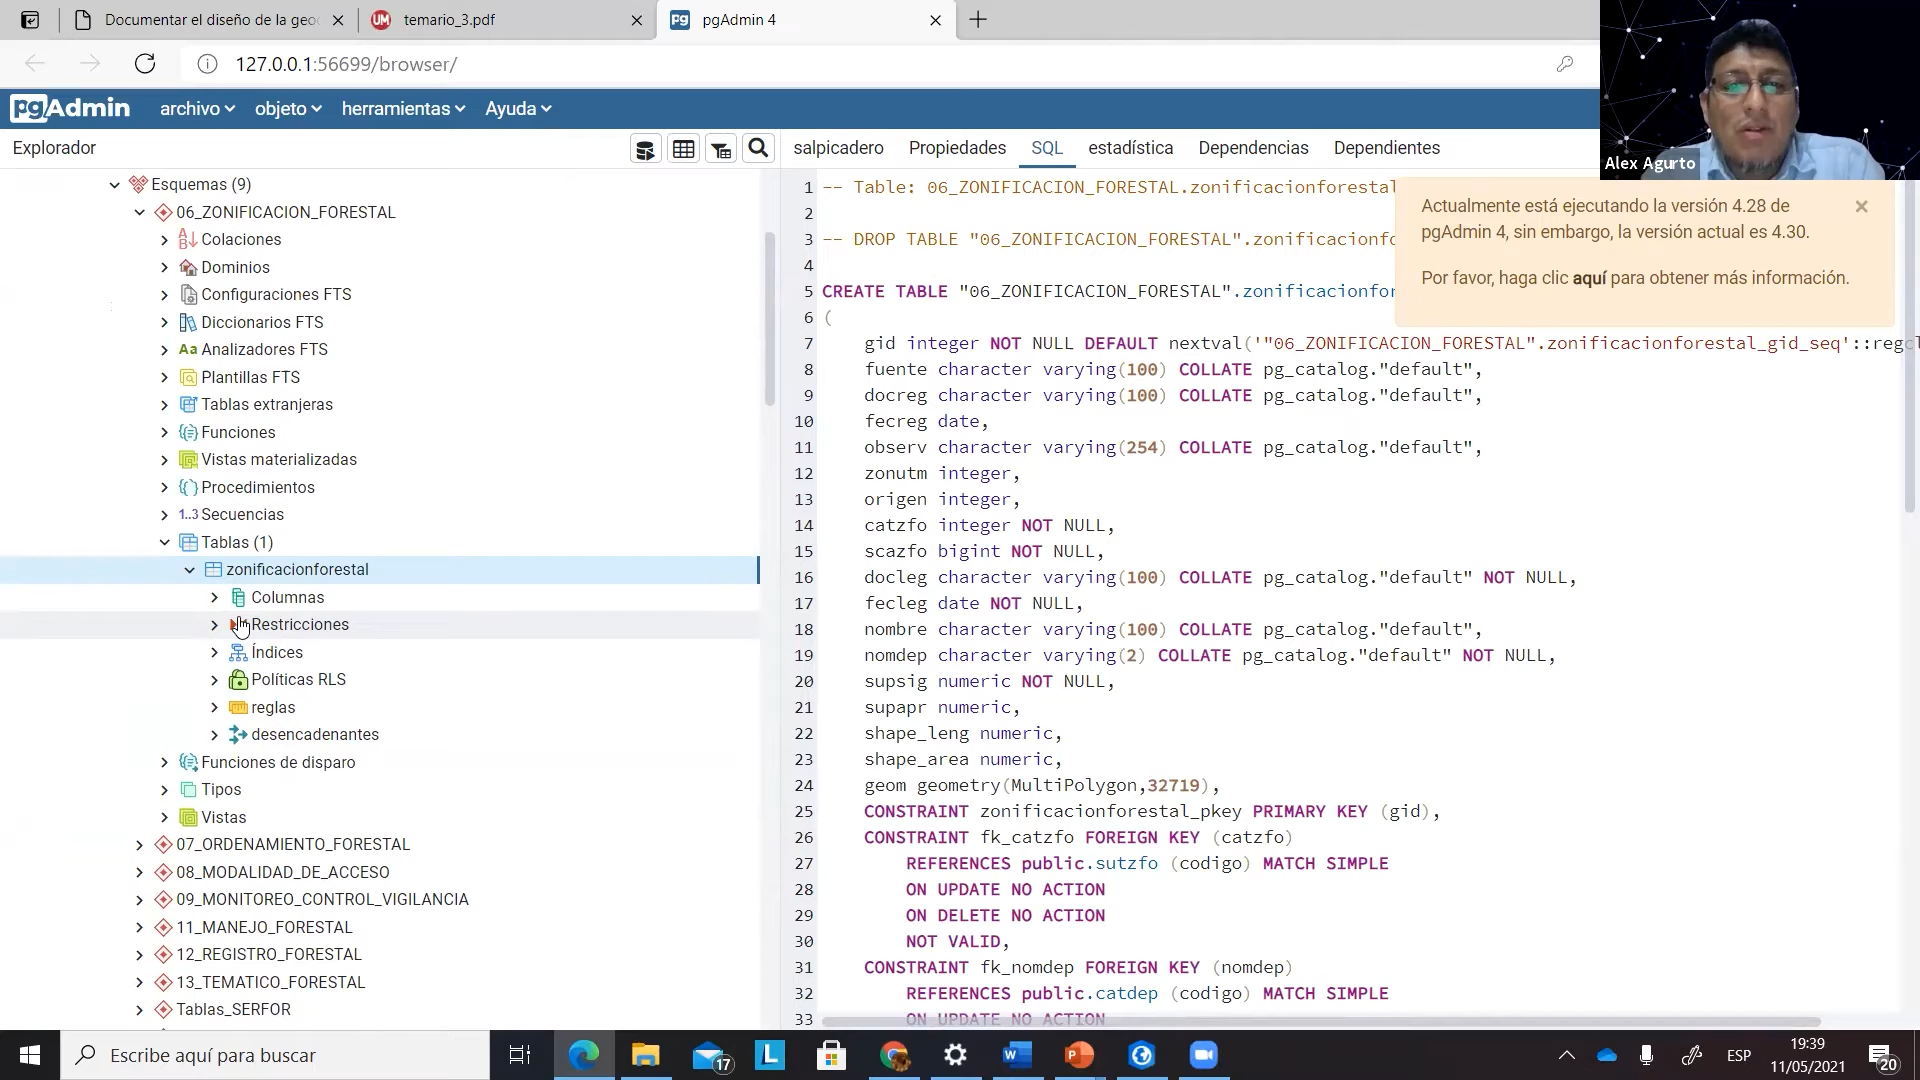 Documentar el diseño de la geo
temario_3.pdf
pgAdmin 4
127.0.0.1:56699/browser/
pgAdmin
archivo
objeto
herramientas
Ayuda
Alex Agurto
Explorador
salpicadero
Propiedades
SQL
estadística
Dependencias
Dependientes
Actualmente está ejecutando la versión 4.28 de
pgAdmin 4, sin embargo, la versión actual es 4.30.
Por favor, haga clic aquí para obtener más información.
Esquemas (9)
06_ZONIFICACION_FORESTAL
Colaciones
Dominios
Configuraciones FTS
Diccionarios FTS
Aa Analizadores FTS
Plantillas FTS
Tablas extranjeras
Funciones
Vistas materializadas
Procedimientos
1..3 Secuencias
Tablas (1)
zonificacionforestal
Columnas
Restricciones
Índices
Políticas RLS
reglas
desencadenantes
Funciones de disparo
Tipos
Vistas
07_ORDENAMIENTO_FORESTAL
08_MODALIDAD_DE_ACCESO
09_MONITOREO_CONTROL_VIGILANCIA
11_MANEJO_FORESTAL
12_REGISTRO_FORESTAL
13_TEMATICO_FORESTAL
Tablas_SERFOR
1 -- Table: 06_ZONIFICACION_FORESTAL.zonificacionforestal
2
3 -- DROP TABLE "06_ZONIFICACION_FORESTAL".zonificacionfo
4
5 CREATE TABLE "06_ZONIFICACION_FORESTAL".zonificacionfor
6 (
7 gid integer NOT NULL DEFAULT nextval('"06_ZONIFICACION_FORESTAL".zonificacionforestal_gid_seq'::regcl
8 fuente character varying(100) COLLATE pg_catalog."default",
9 docreg character varying(100) COLLATE pg_catalog."default",
10 fecreg date,
11 observ character varying(254) COLLATE pg_catalog."default",
12 zonutm integer,
13 origen integer,
14 catzfo integer NOT NULL,
15 scazfo bigint NOT NULL,
16 docleg character varying(100) COLLATE pg_catalog."default" NOT NULL,
17 fecleg date NOT NULL,
18 nombre character varying(100) COLLATE pg_catalog."default",
19 nomdep character varying(2) COLLATE pg_catalog."default" NOT NULL,
20 supsig numeric NOT NULL,
21 supapr numeric,
22 shape_leng numeric,
23 shape_area numeric,
24 geom geometry(MultiPolygon,32719),
25 CONSTRAINT zonificacionforestal_pkey PRIMARY KEY (gid),
26 CONSTRAINT fk_catzfo FOREIGN KEY (catzfo)
27 REFERENCES public.sutzfo (codigo) MATCH SIMPLE
28 ON UPDATE NO ACTION
29 ON DELETE NO ACTION
30 NOT VALID,
31 CONSTRAINT fk_nomdep FOREIGN KEY (nomdep)
32 REFERENCES public.catdep (codigo) MATCH SIMPLE
33 ON UPDATE NO ACTION
Escribe aquí para buscar
17
ESP
19:39
11/05/2021
20